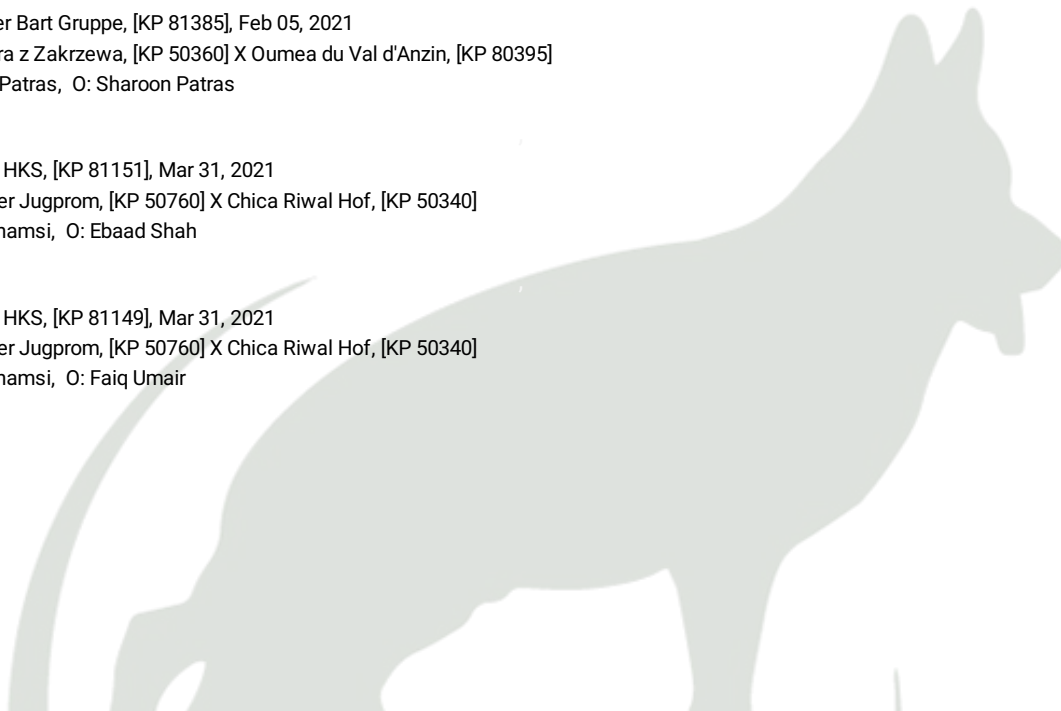 er Bart Gruppe, [KP 81385], Feb 05, 2021
ra z Zakrzewa, [KP 50360] X Oumea du Val d'Anzin, [KP 80395]
Patras, O: Sharoon Patras
HKS, [KP 81151], Mar 31, 2021
er Jugprom, [KP 50760] X Chica Riwal Hof, [KP 50340]
hamsi, O: Ebaad Shah
HKS, [KP 81149], Mar 31, 2021
er Jugprom, [KP 50760] X Chica Riwal Hof, [KP 50340]
hamsi, O: Faiq Umair